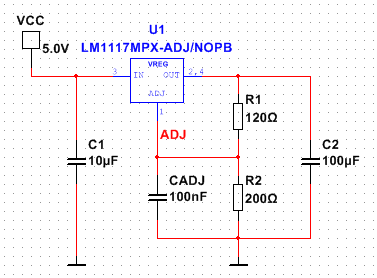 VCC
5.0V
U1
LM1117MPX-ADJ/NOPB
VREG
3 IN OUT 2,4
ADJ
1
ADJ
R1
120Ω
C1
10µF
C2
100µF
CADJ
100nF
R2
200Ω